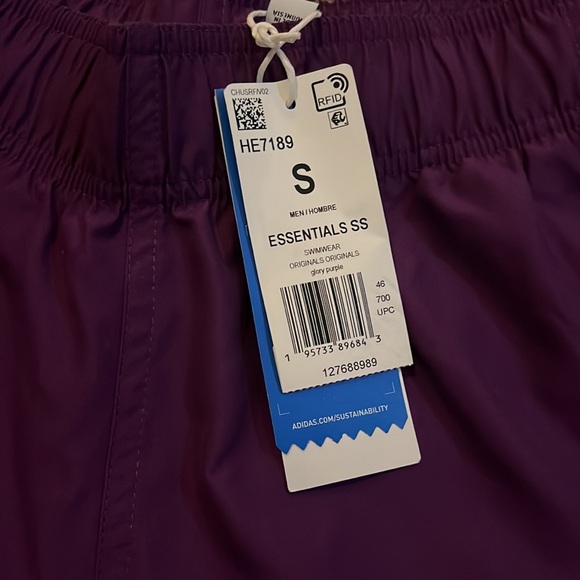 CHUSRFIV02
RFID
HE7189
S
MEN / HOMBRE
ESSENTIALS SS
SWIMWEAR
ORIGINALS ORIGINALS
glory purple
46
700
UPC
1 95733 89684 3
127688989
ADIDAS.COM/SUSTAINABILITY